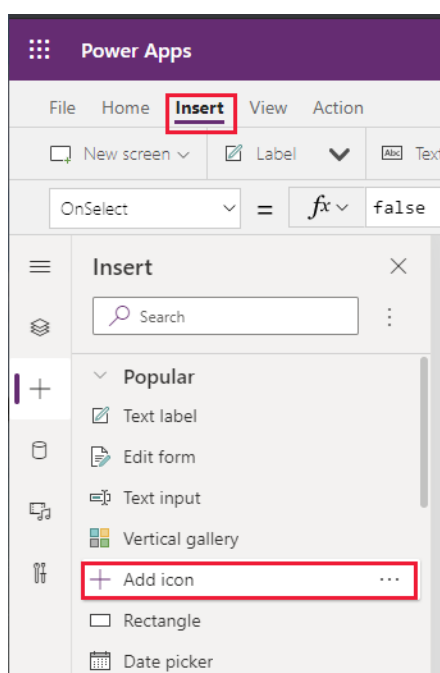 Power Apps
File Home Insert View Action
New screen Label Abc Text
OnSelect = fx false
Insert
Search
Popular
Text label
Edit form
Text input
Vertical gallery
Add icon ...
Rectangle
Date picker